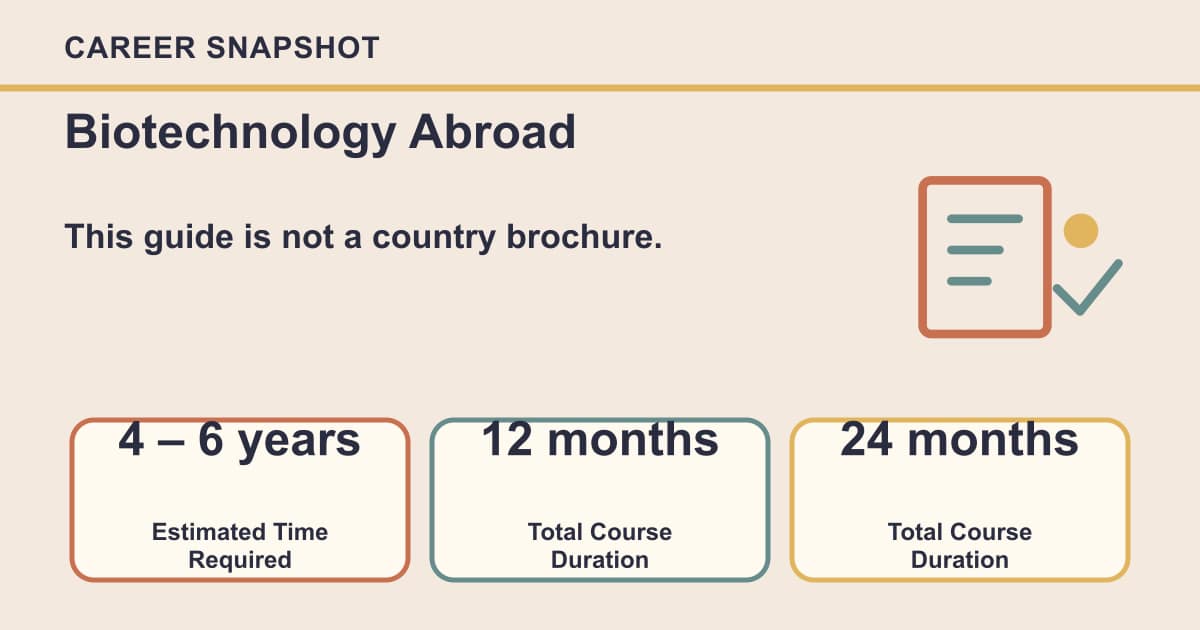 CAREER SNAPSHOT
Biotechnology Abroad
This guide is not a country brochure.
4 – 6 years
Estimated Time
Required
12 months
Total Course
Duration
24 months
Total Course
Duration